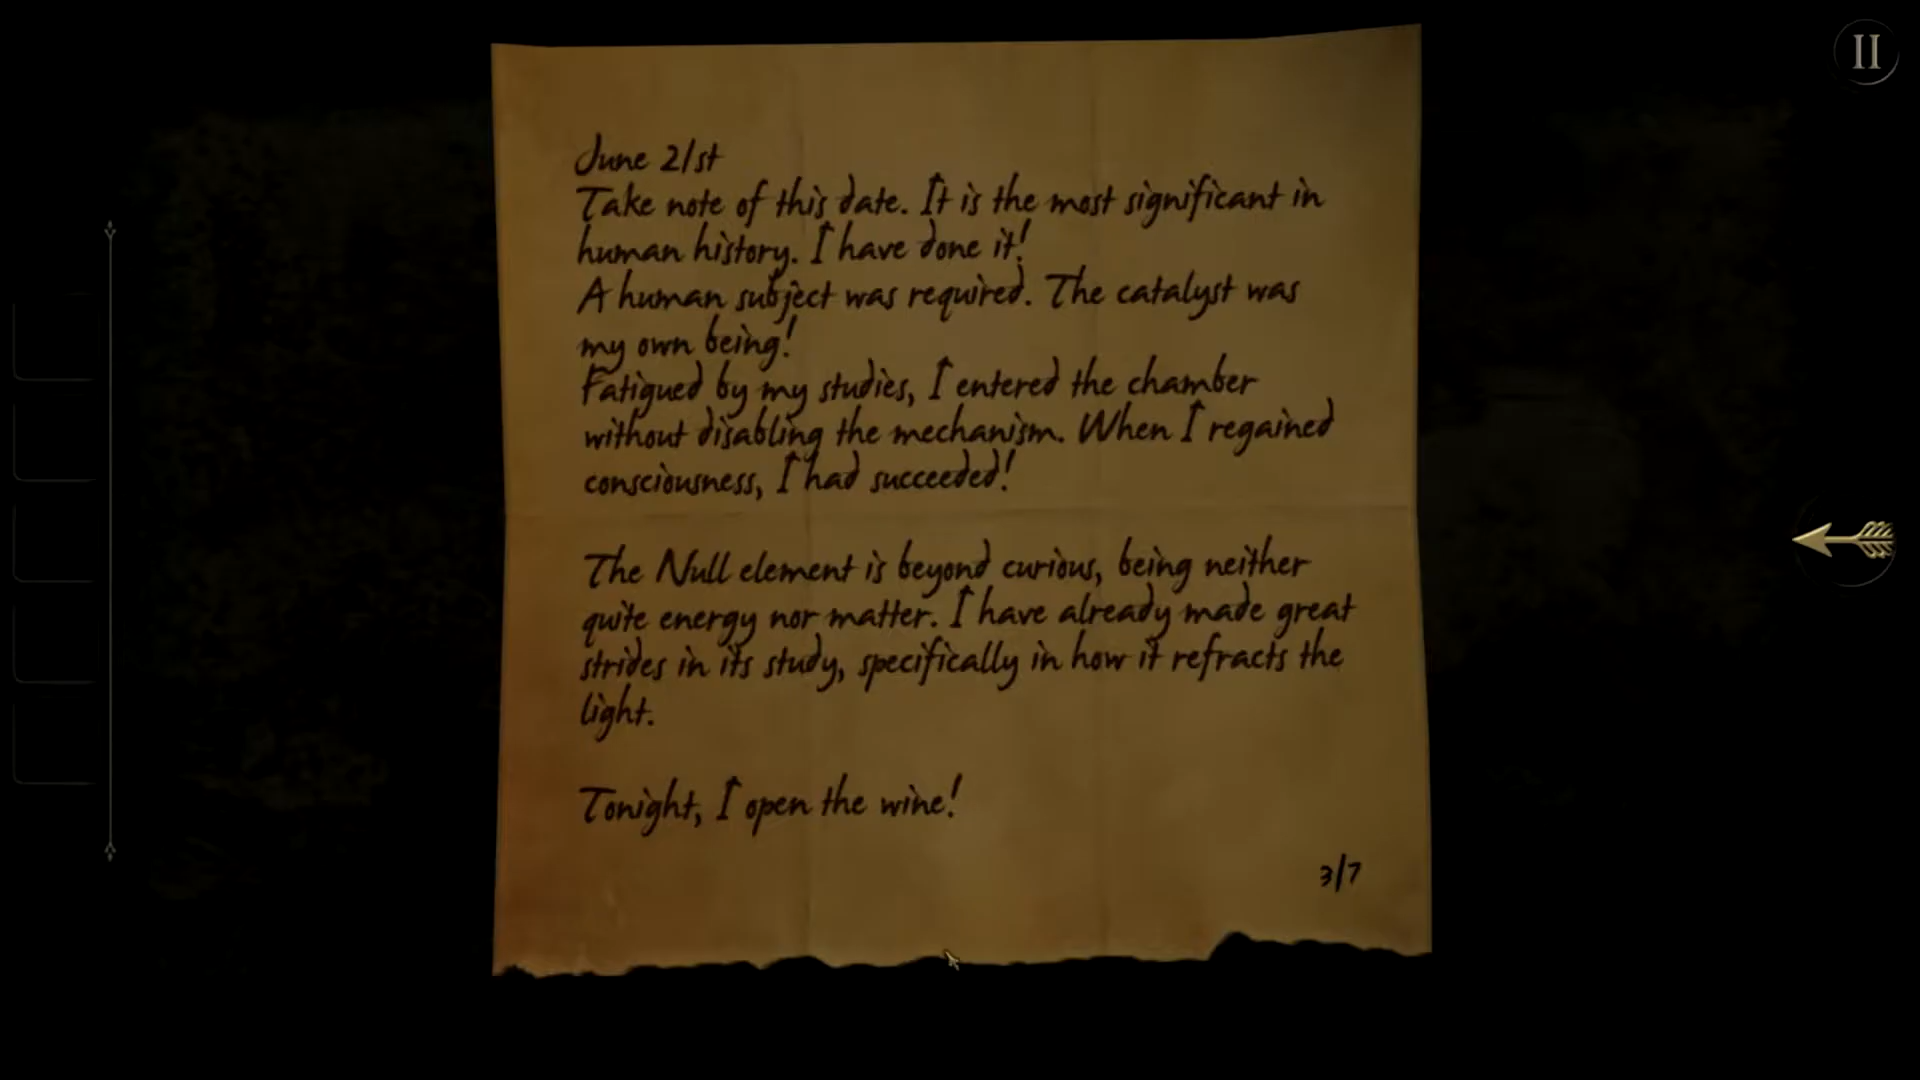 June 21st
Take note of this date. It is the most significant in
human history. I have done it!
A human subject was required. The catalyst was
my own being!
Fatigued by my studies, I entered the chamber
without disabling the mechanism. When I regained
consciousness, I had succeeded!
The Null element is beyond curious, being neither
quite energy nor matter. I have already made great
strides in its study, specifically in how it refracts the
light.
Tonight, I open the wine!
3/7